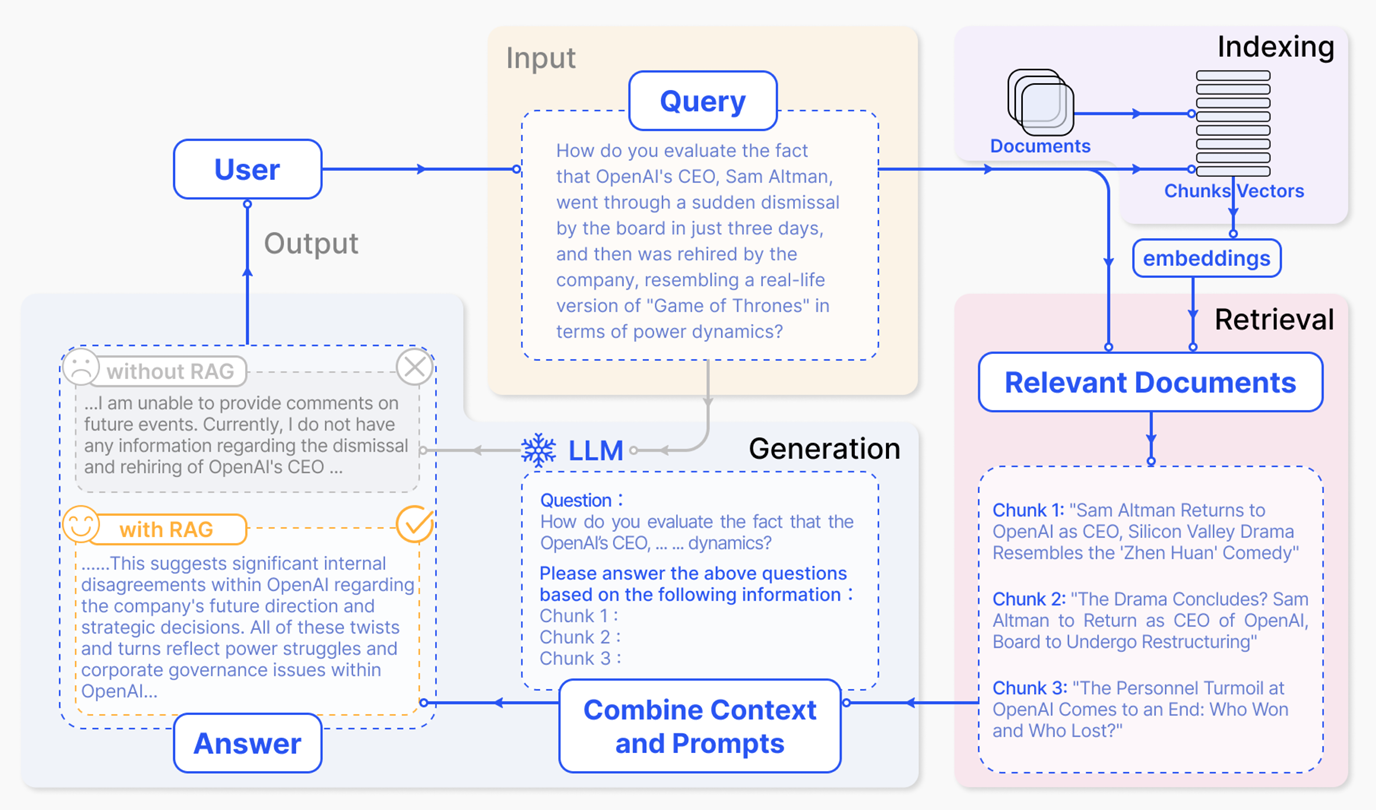 Input
Query
How do you evaluate the fact
that OpenAI's CEO, Sam Altman,
went through a sudden dismissal
by the board in just three days,
and then was rehired by the
company, resembling a real-life
version of "Game of Thrones" in
terms of power dynamics?
Indexing
Documents
Chunks Vectors
embeddings
User
Output
Retrieval
Relevant Documents
Chunk 1: "Sam Altman Returns to
OpenAI as CEO, Silicon Valley Drama
Resembles the 'Zhen Huan' Comedy"
Chunk 2: "The Drama Concludes? Sam
Altman to Return as CEO of OpenAI,
Board to Undergo Restructuring"
Chunk 3: "The Personnel Turmoil at
OpenAI Comes to an End: Who Won
and Who Lost?"
LLM
Generation
Question :
How do you evaluate the fact that the
OpenAI's CEO, ... ... dynamics?
Please answer the above questions
based on the following information :
Chunk 1 :
Chunk 2 :
Chunk 3 :
Combine Context
and Prompts
without RAG
...I am unable to provide comments on
future events. Currently, I do not have
any information regarding the dismissal
and rehiring of OpenAI's CEO ...
with RAG
......This suggests significant internal
disagreements within OpenAI regarding
the company's future direction and
strategic decisions. All of these twists
and turns reflect power struggles and
corporate governance issues within
OpenAI...
Answer